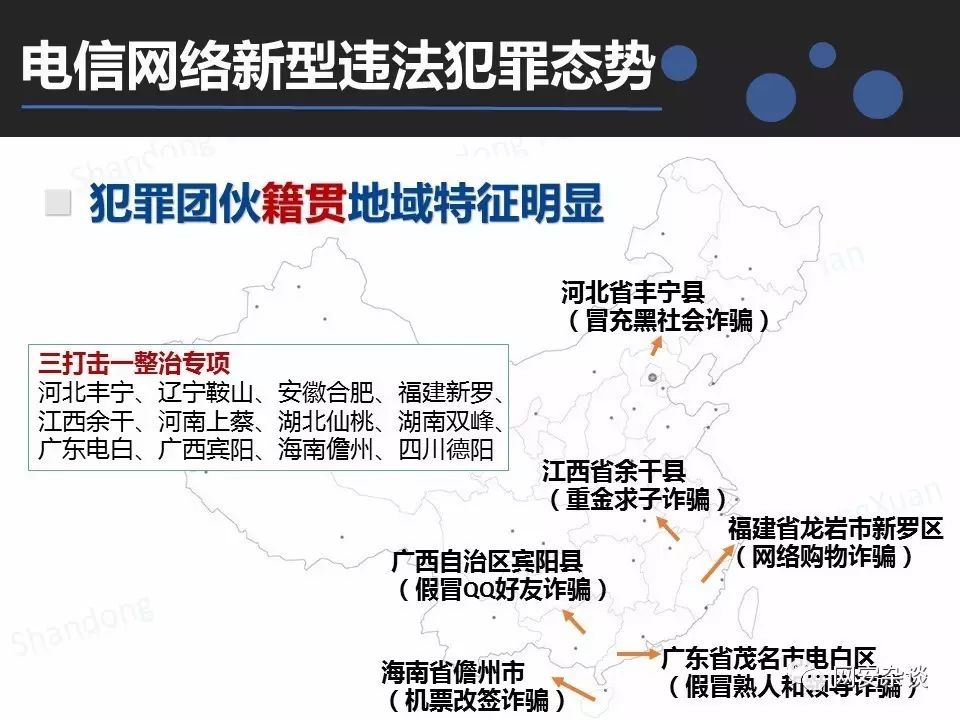 电信网络新型违法犯罪态势
犯罪团伙籍贯地域特征明显
河北省丰宁县
（冒充黑社会诈骗）
三打击一整治专项
河北丰宁、辽宁鞍山、安徽合肥、福建新罗、
江西余干、河南上蔡、湖北仙桃、湖南双峰、
广东电白、广西宾阳、海南儋州、四川德阳
江西省余干县
（重金求子诈骗）
福建省龙岩市新罗区
（网络购物诈骗）
广西自治区宾阳县
（假冒QQ好友诈骗）
广东省茂名市电白区
（假冒熟人和领导诈骗）
海南省儋州市
（机票改签诈骗）
网安杂谈
Shandong
Shandong